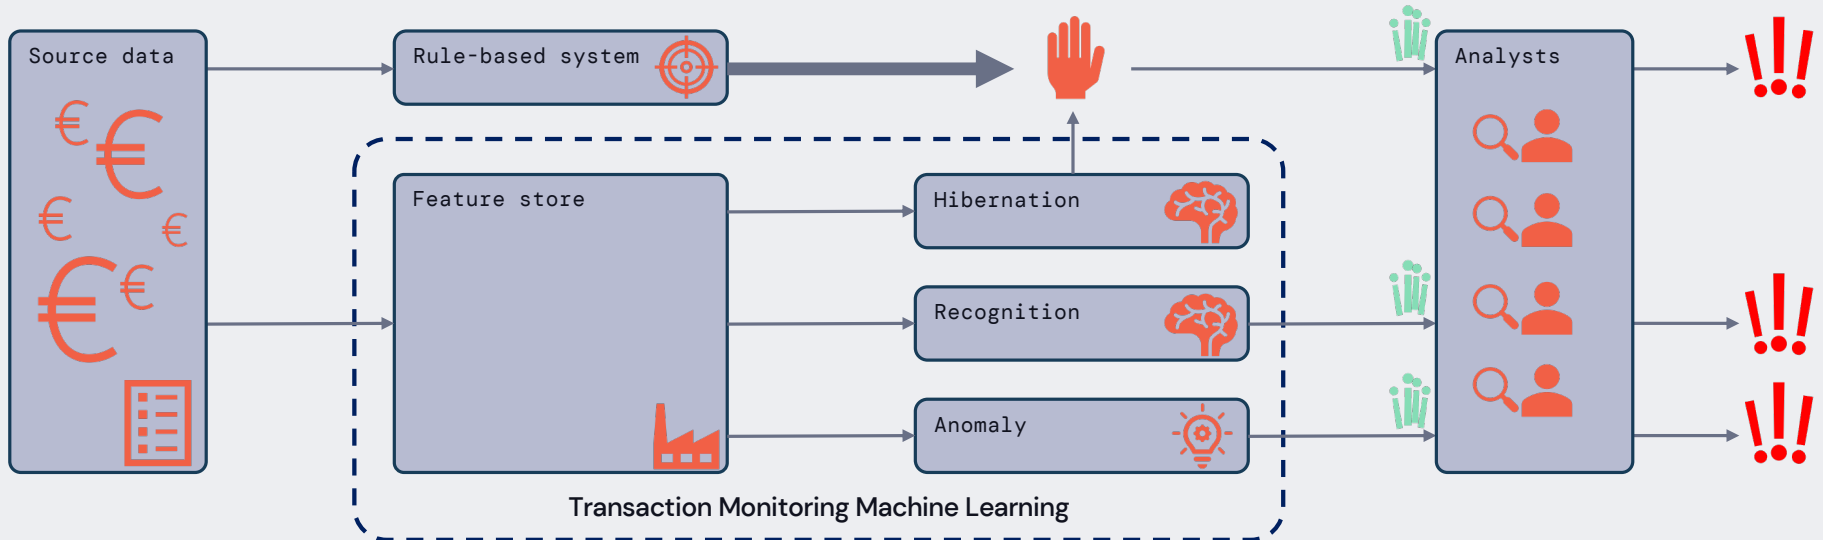 Source data
Rule-based system
Analysts
Feature store
Hibernation
Recognition
Anomaly
Transaction Monitoring Machine Learning